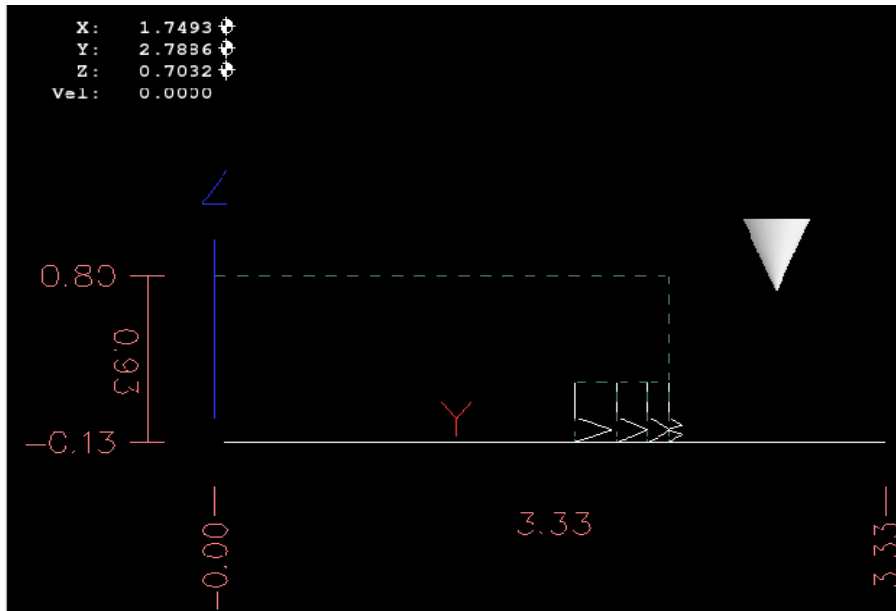 X: 1.7493
Y: 2.7886
Z: 0.7032
Vel: 0.0000
Z
0.80
0.93
-0.13
Y
3.33
-0.00
3.33